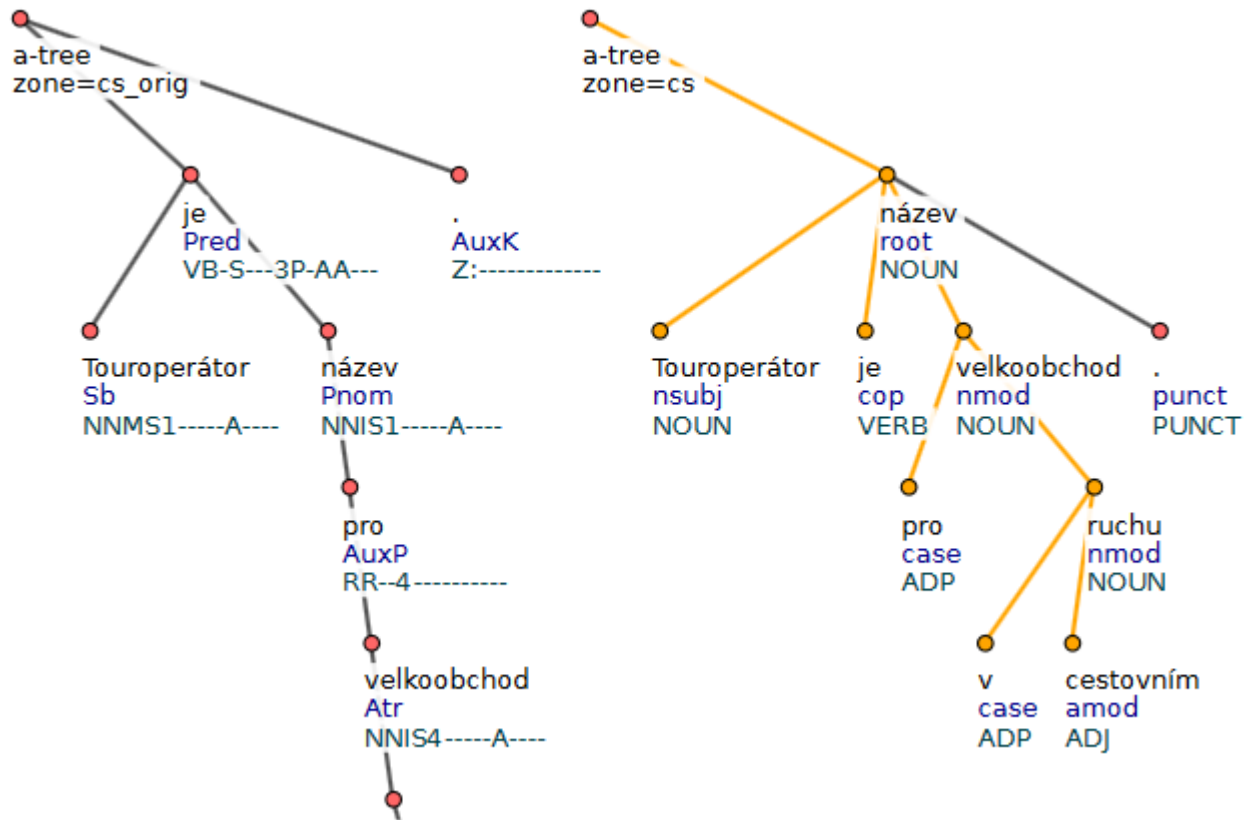 a-tree
zone=cs_orig
je
Pred
VB-S---3P-AA---
.
AuxK
Z:-------------
Touroperátor
Sb
NNMS1-----A----
název
Pnom
NNIS1-----A----
pro
AuxP
RR--4----------
velkoobchod
Atr
NNIS4-----A----
a-tree
zone=cs
název
root
NOUN
Touroperátor
nsubj
NOUN
je
cop
VERB
velkoobchod
nmod
NOUN
.
punct
PUNCT
pro
case
ADP
ruchu
nmod
NOUN
v
case
ADP
cestovním
amod
ADJ